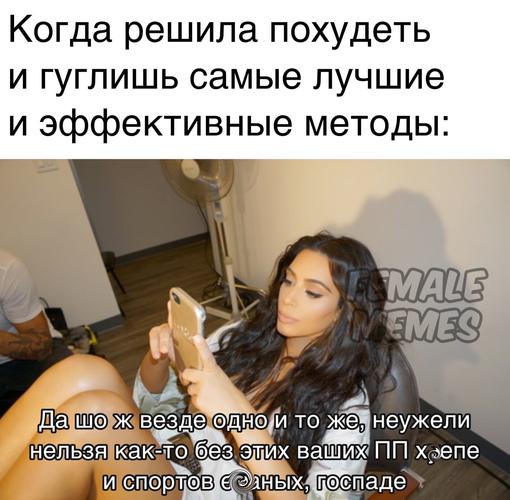 Когда решила похудеть
и гуглишь самые лучшие
и эффективные методы:
FEMALE
MEMES
Да шо ж везде одно и то же, неужели
нельзя как-то без этих ваших ПП
и спортов госпаде